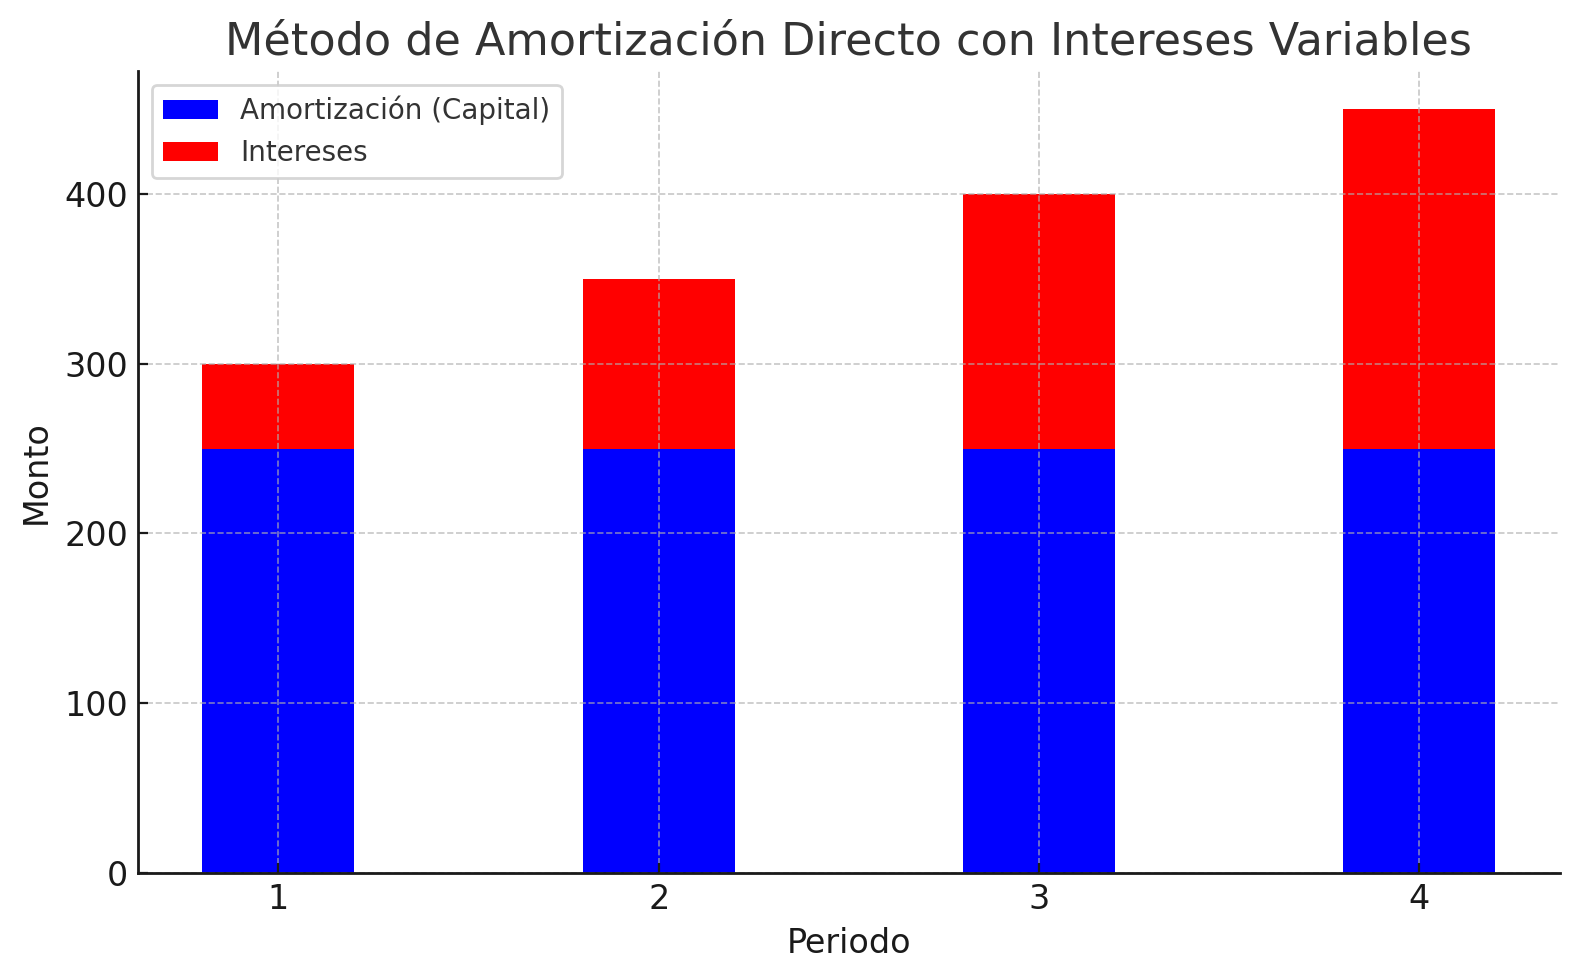 Método de Amortización Directo con Intereses Variables
Amortización (Capital)
Intereses
400
300
200
100
0
Monto
1 2 3 4
Periodo